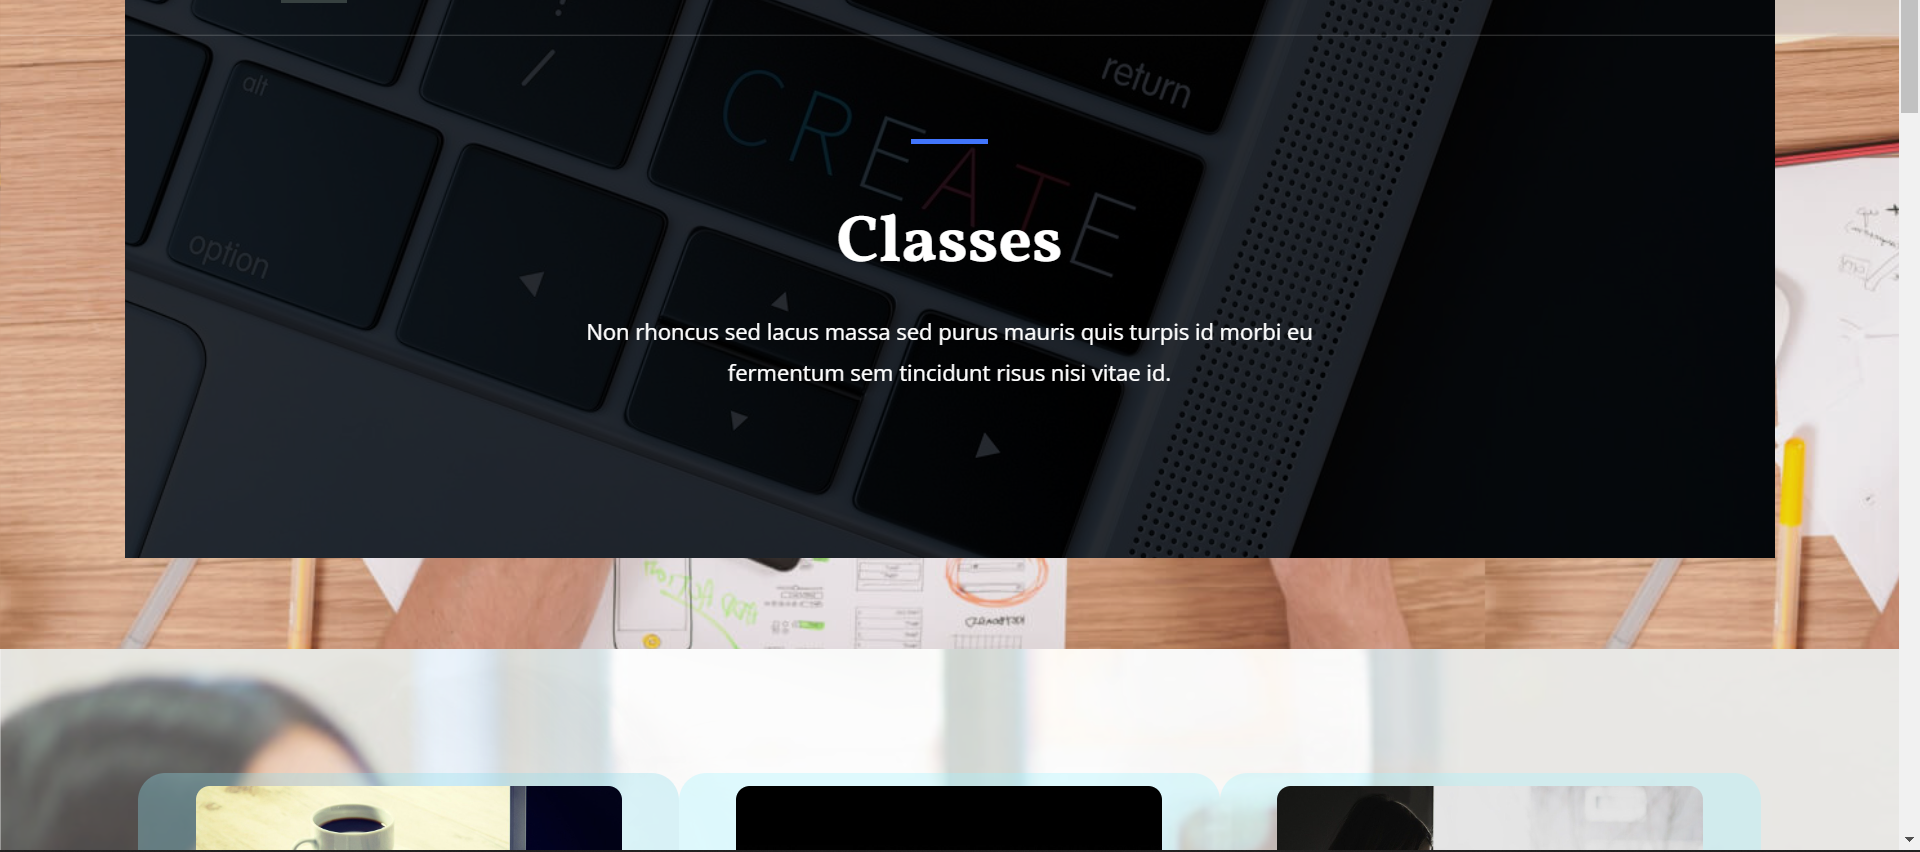 return
alt
CREATE
option
Classes
Non rhoncus sed lacus massa sed purus mauris quis turpis id morbi eu
fermentum sem tincidunt risus nisi vitae id.